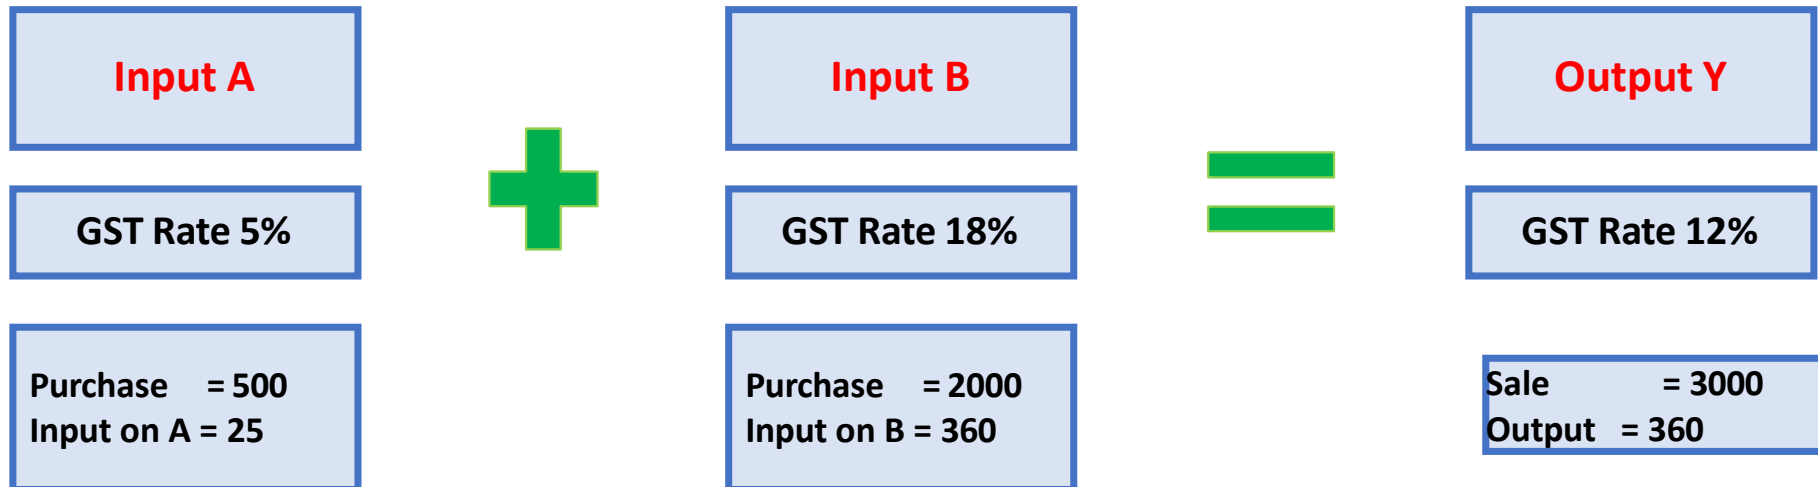 Input A
Input B
Output Y
GST Rate 5%
GST Rate 18%
GST Rate 12%
Purchase = 500
Input on A = 25
Purchase = 2000
Input on B = 360
Sale = 3000
Output = 360